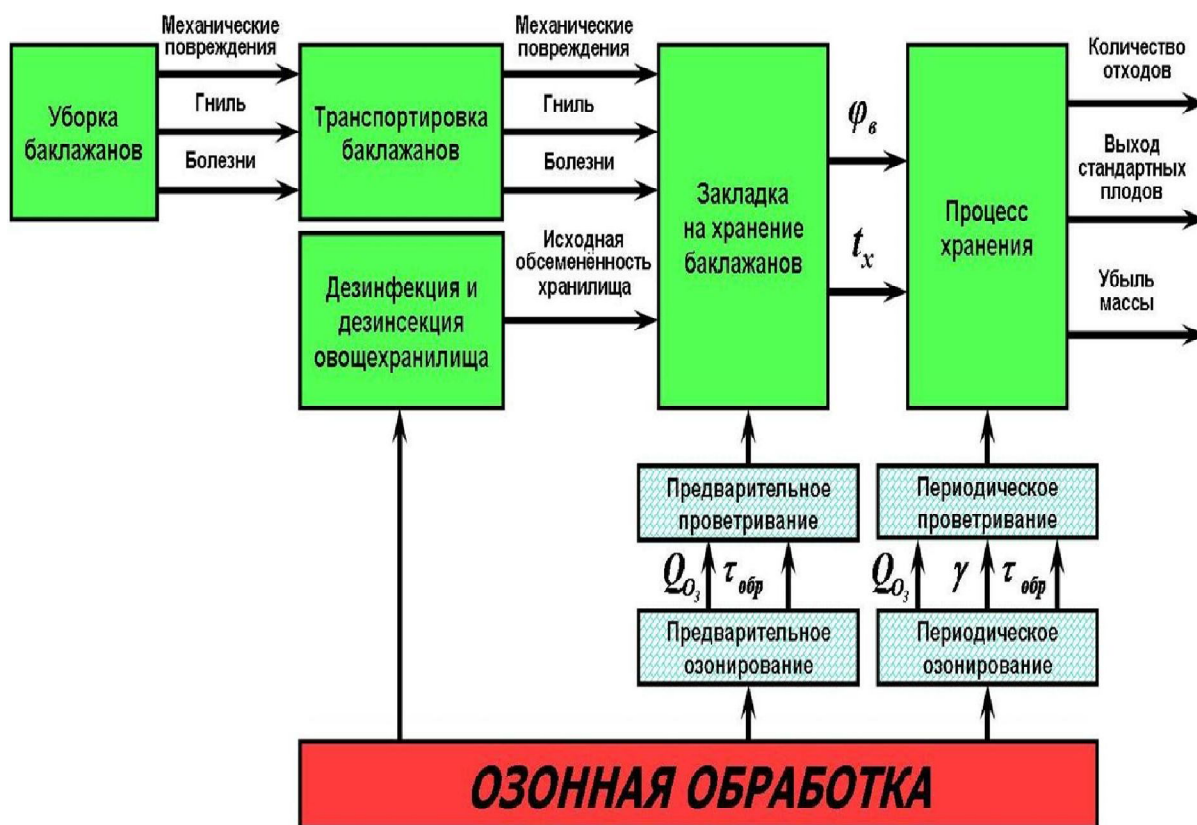 Механические
повреждения
Гниль
Болезни
Уборка
баклажанов
Транспортировка
баклажанов
Механические
повреждения
Гниль
Болезни
Дезинфекция и
дезинсекция
овощехранилища
Исходная
обсеменённость
хранилища
Закладка
на хранение
баклажанов
φв
tx
Процесс
хранения
Количество
отходов
Выход
стандартных
плодов
Убыль
массы
Предварительное
проветривание
QO3 τобр
Предварительное
озонирование
Периодическое
проветривание
QO3 γ τобр
Периодическое
озонирование
ОЗОННАЯ ОБРАБОТКА